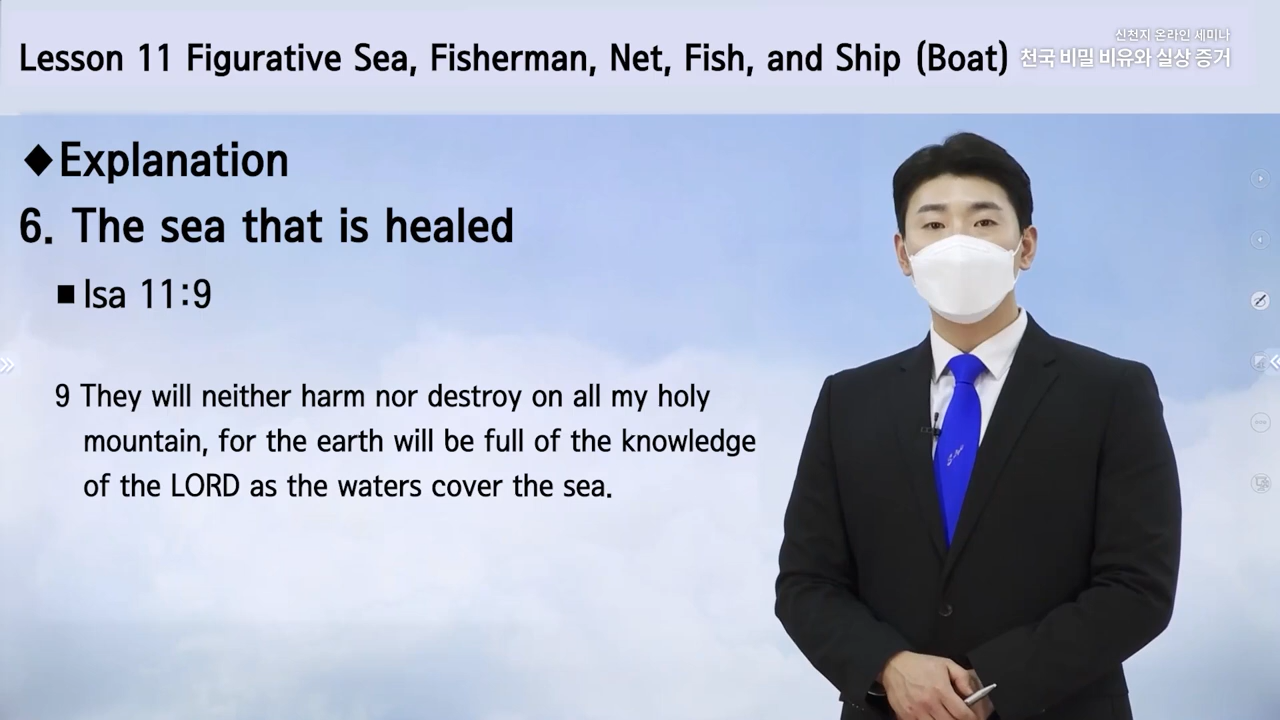 Lesson 11 Figurative Sea, Fisherman, Net, Fish, and Ship (Boat)
신천지 온라인 세미나
천국 비밀 비유와 실상 증거
◆Explanation
6. The sea that is healed
■ Isa 11:9
9 They will neither harm nor destroy on all my holy
mountain, for the earth will be full of the knowledge
of the LORD as the waters cover the sea.